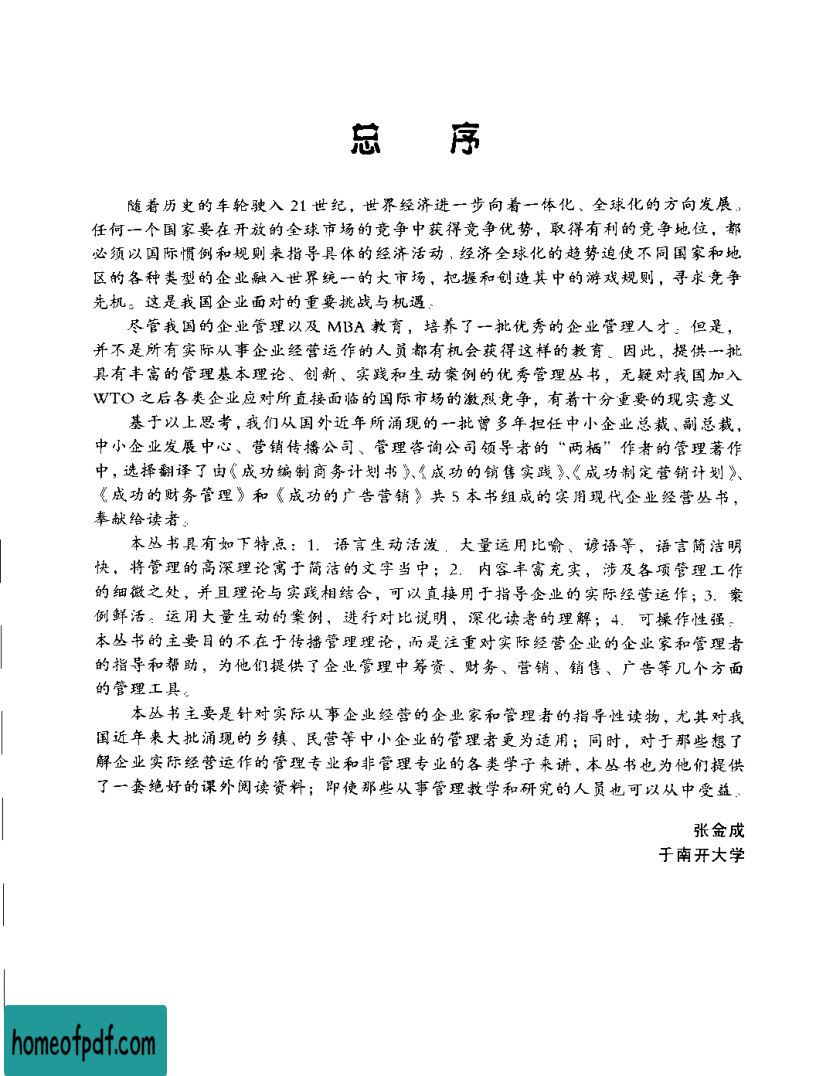 总 序
随着历史的车轮驶入 21 世纪，世界经济进一步向着一体化、全球化的方向发展。
任何一个国家要在开放的全球市场的竞争中获得竞争优势，取得有利的竞争地位，都
必须以国际惯例和规则来指导具体的经济活动．经济全球化的趋势迫使不同国家和地
区的各种类型的企业融入世界统一的大市场，把握和创造其中的游戏规则，寻求竞争
先机。这是我国企业面对的重要挑战与机遇。
尽管我国的企业管理以及 MBA 教育，培养了一批优秀的企业管理人才。但是，
并不是所有实际从事企业经营运作的人员都有机会获得这样的教育。因此，提供一批
具有丰富的管理基本理论、创新、实践和生动案例的优秀管理丛书，无疑对我国加入
WTO 之后各类企业应对所直接面临的国际市场的激烈竞争，有着十分重要的现实意义
基于以上思考，我们从国外近年所涌现的一批曾多年担任中小企业总裁、副总裁，
中小企业发展中心、营销传播公司、管理咨询公司领导者的“两栖”作者的管理著作
中，选择翻译了由《成功编制商务计划书》、《成功的销售实践》、《成功制定营销计划》、
《成功的财务管理》和《成功的广告营销》共 5 本书组成的实用现代企业经营丛书，
奉献给读者。
本丛书具有如下特点：1．语言生动活泼．大量运用比喻、谚语等，语言简洁明
快，将管理的高深理论寓于简洁的文字当中；2．内容丰富充实，涉及各项管理工作
的细微之处，并且理论与实践相结合，可以直接用于指导企业的实际经营运作；3．案
例鲜活。运用大量生动的案例，进行对比说明，深化读者的理解；4．可操作性强。
本丛书的主要目的不在于传播管理理论，而是注重对实际经营企业的企业家和管理者
的指导和帮助，为他们提供了企业管理中筹资、财务、营销、销售、广告等几个方面
的管理工具。
本丛书主要是针对实际从事企业经营的企业家和管理者的指导性读物，尤其对我
国近年来大批涌现的乡镇、民营等中小企业的管理者更为适用；同时，对于那些想了
解企业实际经营运作的管理专业和非管理专业的各类学子来讲，本丛书也为他们提供
了一套绝好的课外阅读资料；即使那些从事管理教学和研究的人员也可以从中受益。
张金成
于南开大学
homeofpdf.com